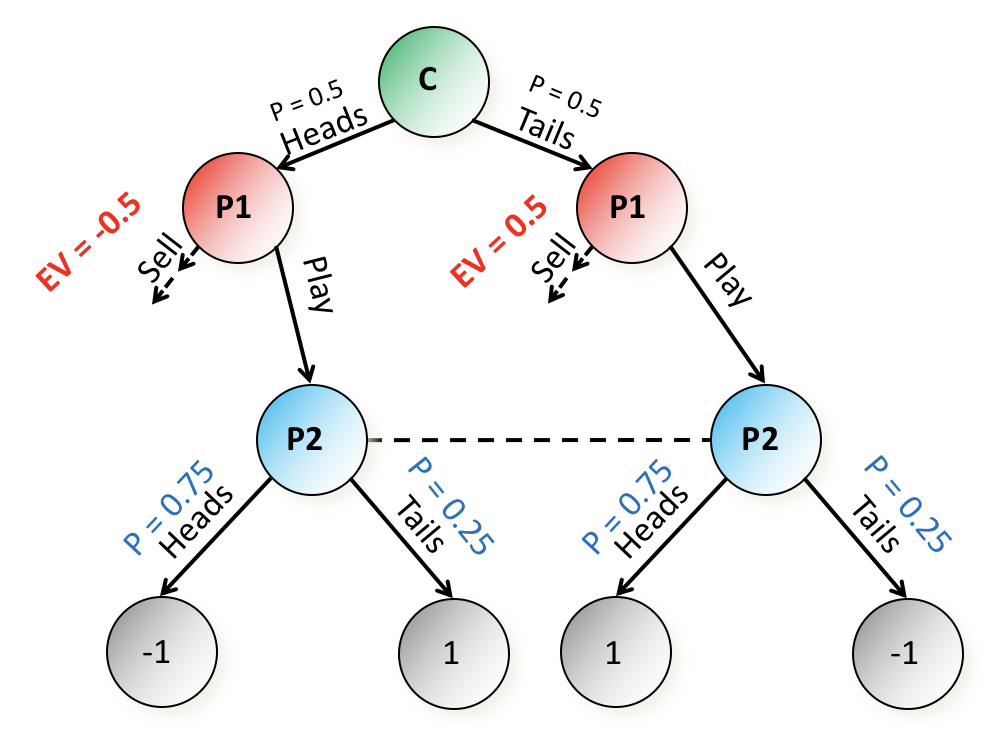 C
P = 0.5
Heads
P = 0.5
Tails
P1
P1
EV = -0.5
Sell
Play
EV = 0.5
Sell
Play
P2
P2
P = 0.75
Heads
P = 0.25
Tails
P = 0.75
Heads
P = 0.25
Tails
-1
1
1
-1